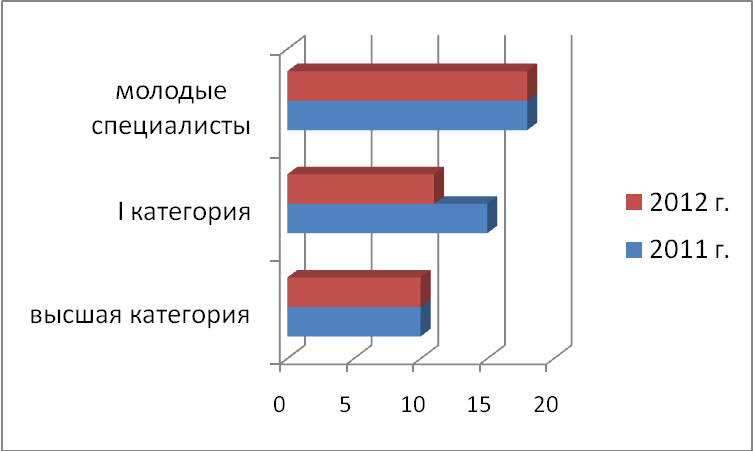 молодые
специалисты
I категория
высшая категория
0 5 10 15 20
2012 г.
2011 г.